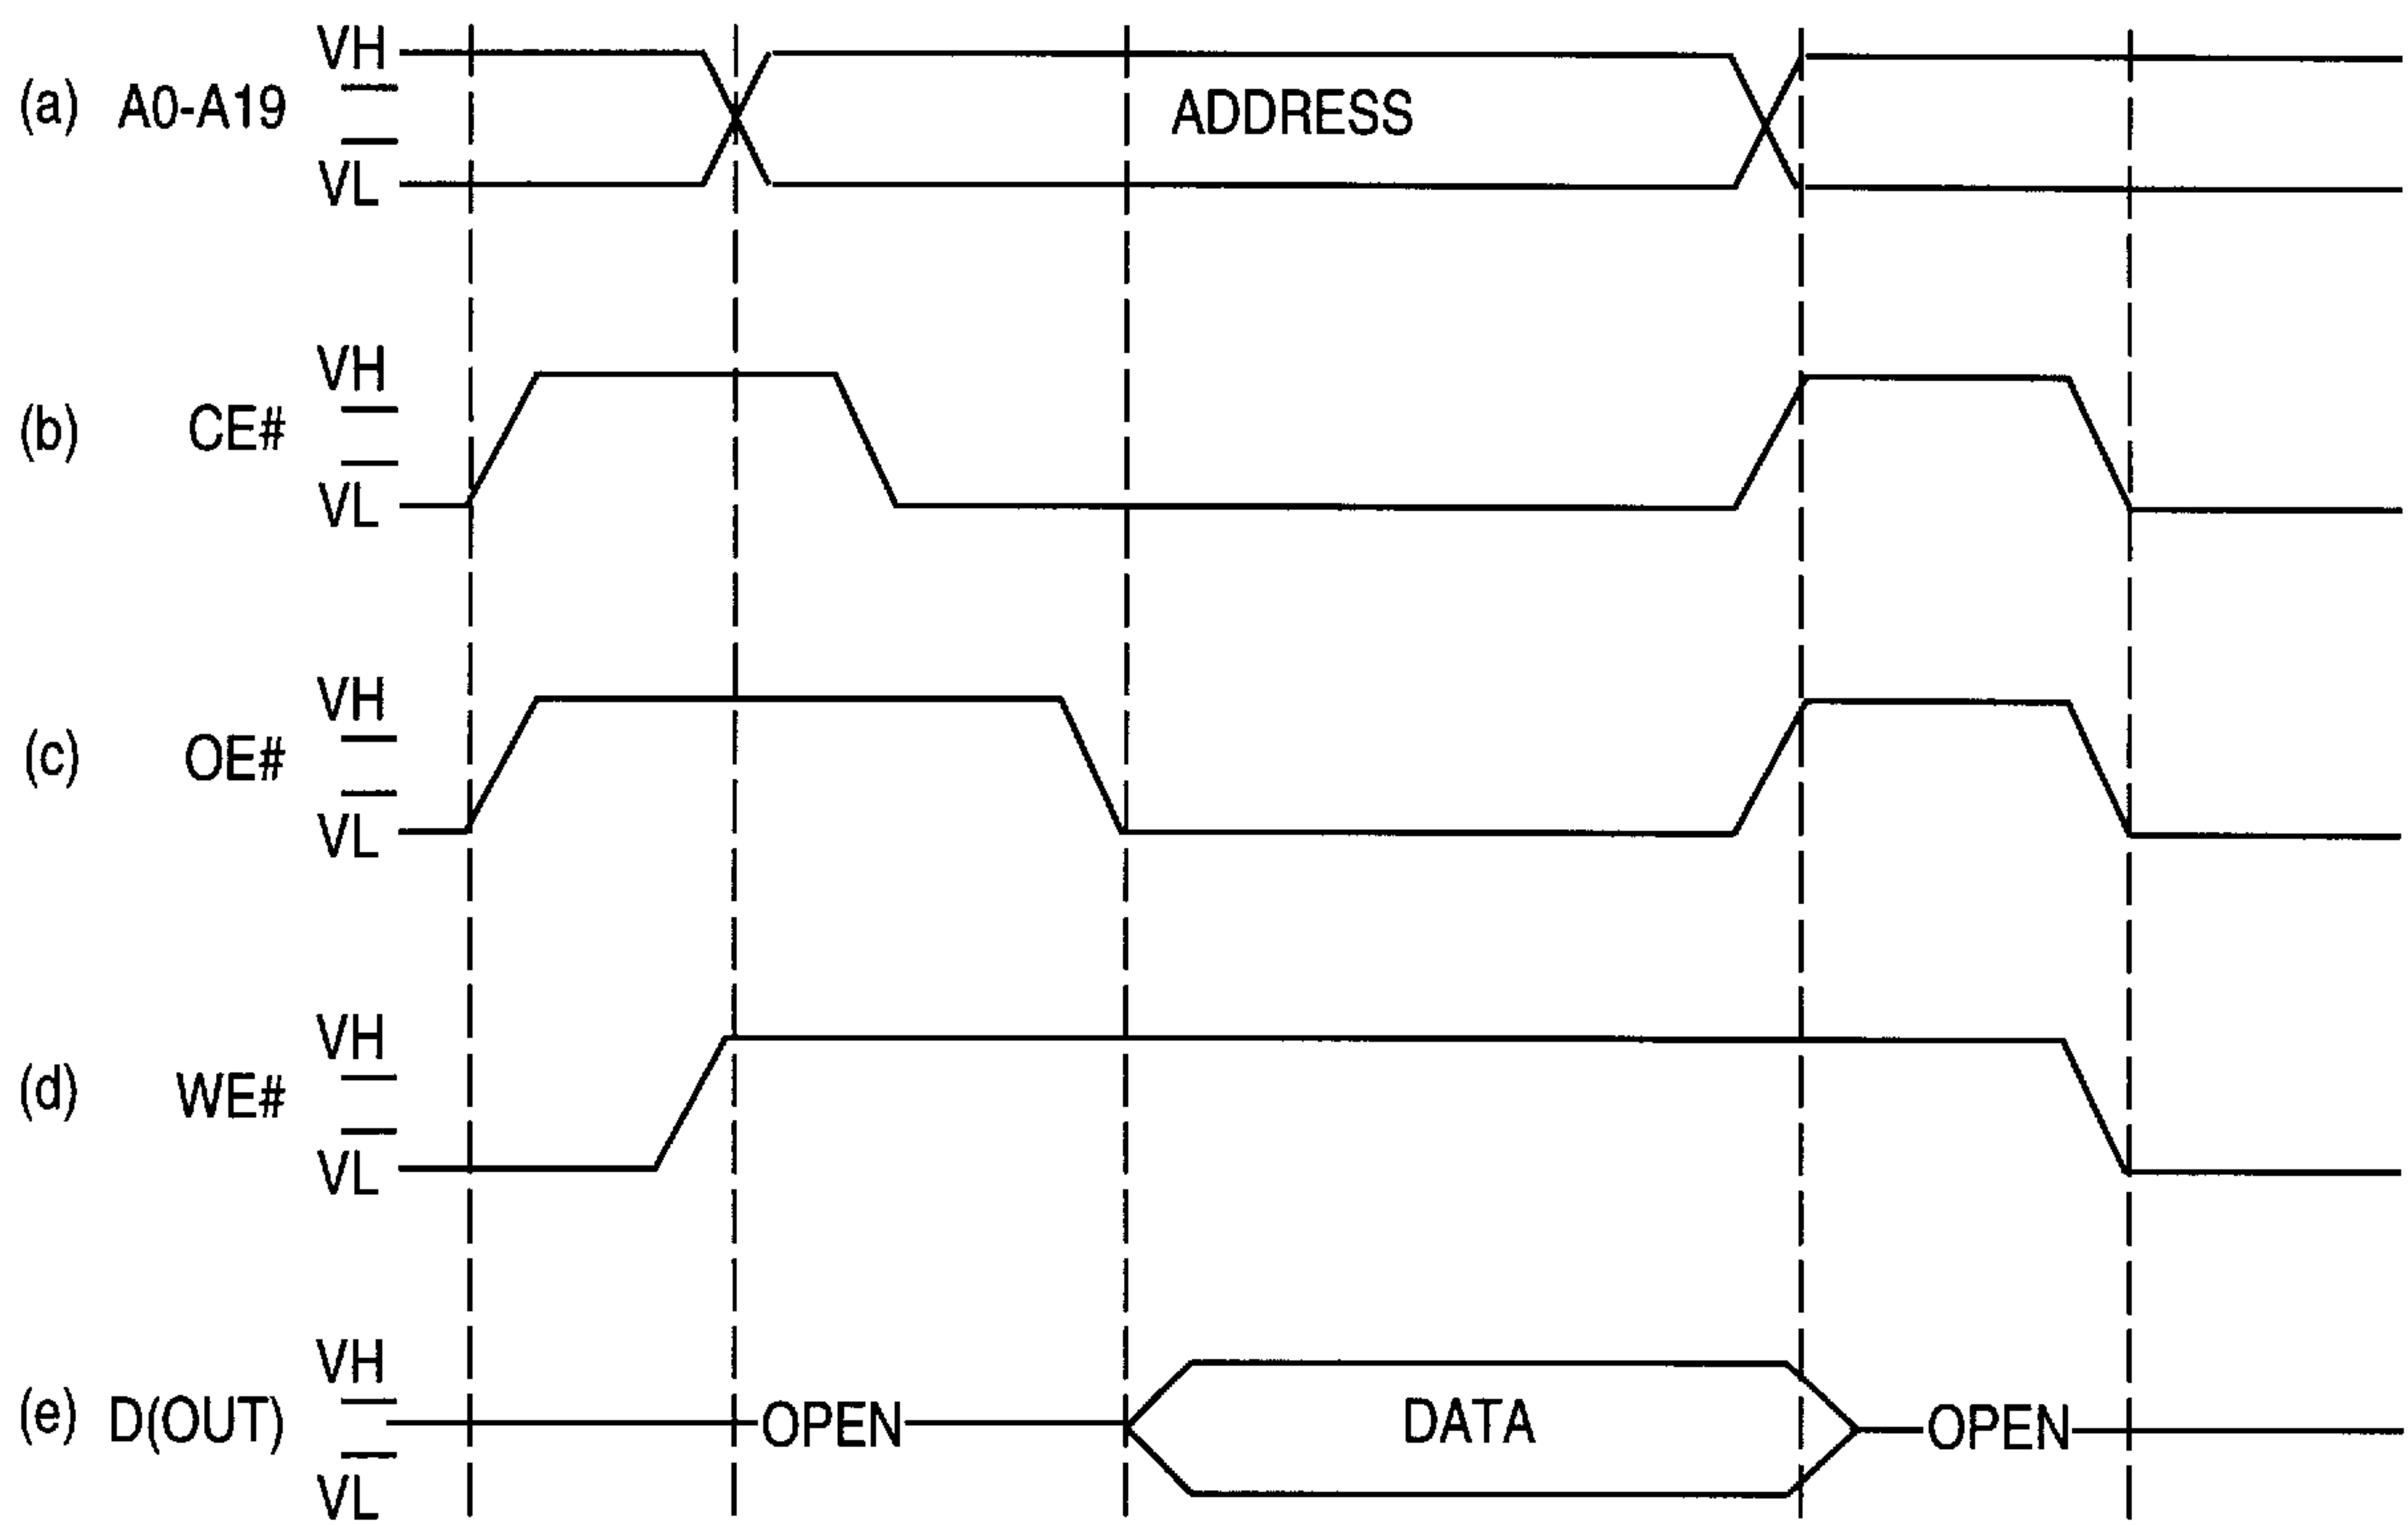 VH
(a) A0-A19 ADDRESS
VL
VH
(b) CE#
VL
VH
(c) OE#
VL
VH
(d) WE#
VL
VH
(e) D(OUT) OPEN DATA OPEN
VL